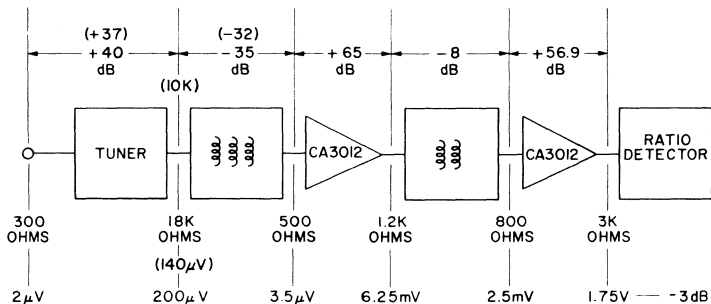 (+37) (-32)
+40 -35 +65 -8 +56.9
dB dB dB dB dB
(10K)
TUNER CA3012 CA3012 RATIO
DETECTOR
300 18K 500 1.2K 800 3K
OHMS OHMS OHMS OHMS OHMS OHMS
(140μV)
2μV 200μV 3.5μV 6.25mV 2.5mV 1.75V — -3dB